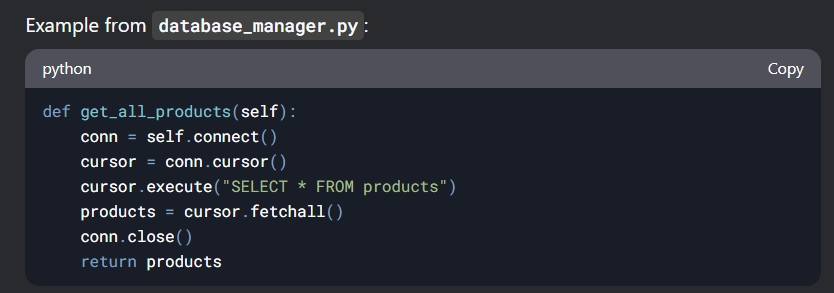 Example from database_manager.py:
python Copy
def get_all_products(self):
    conn = self.connect()
    cursor = conn.cursor()
    cursor.execute("SELECT * FROM products")
    products = cursor.fetchall()
    conn.close()
    return products